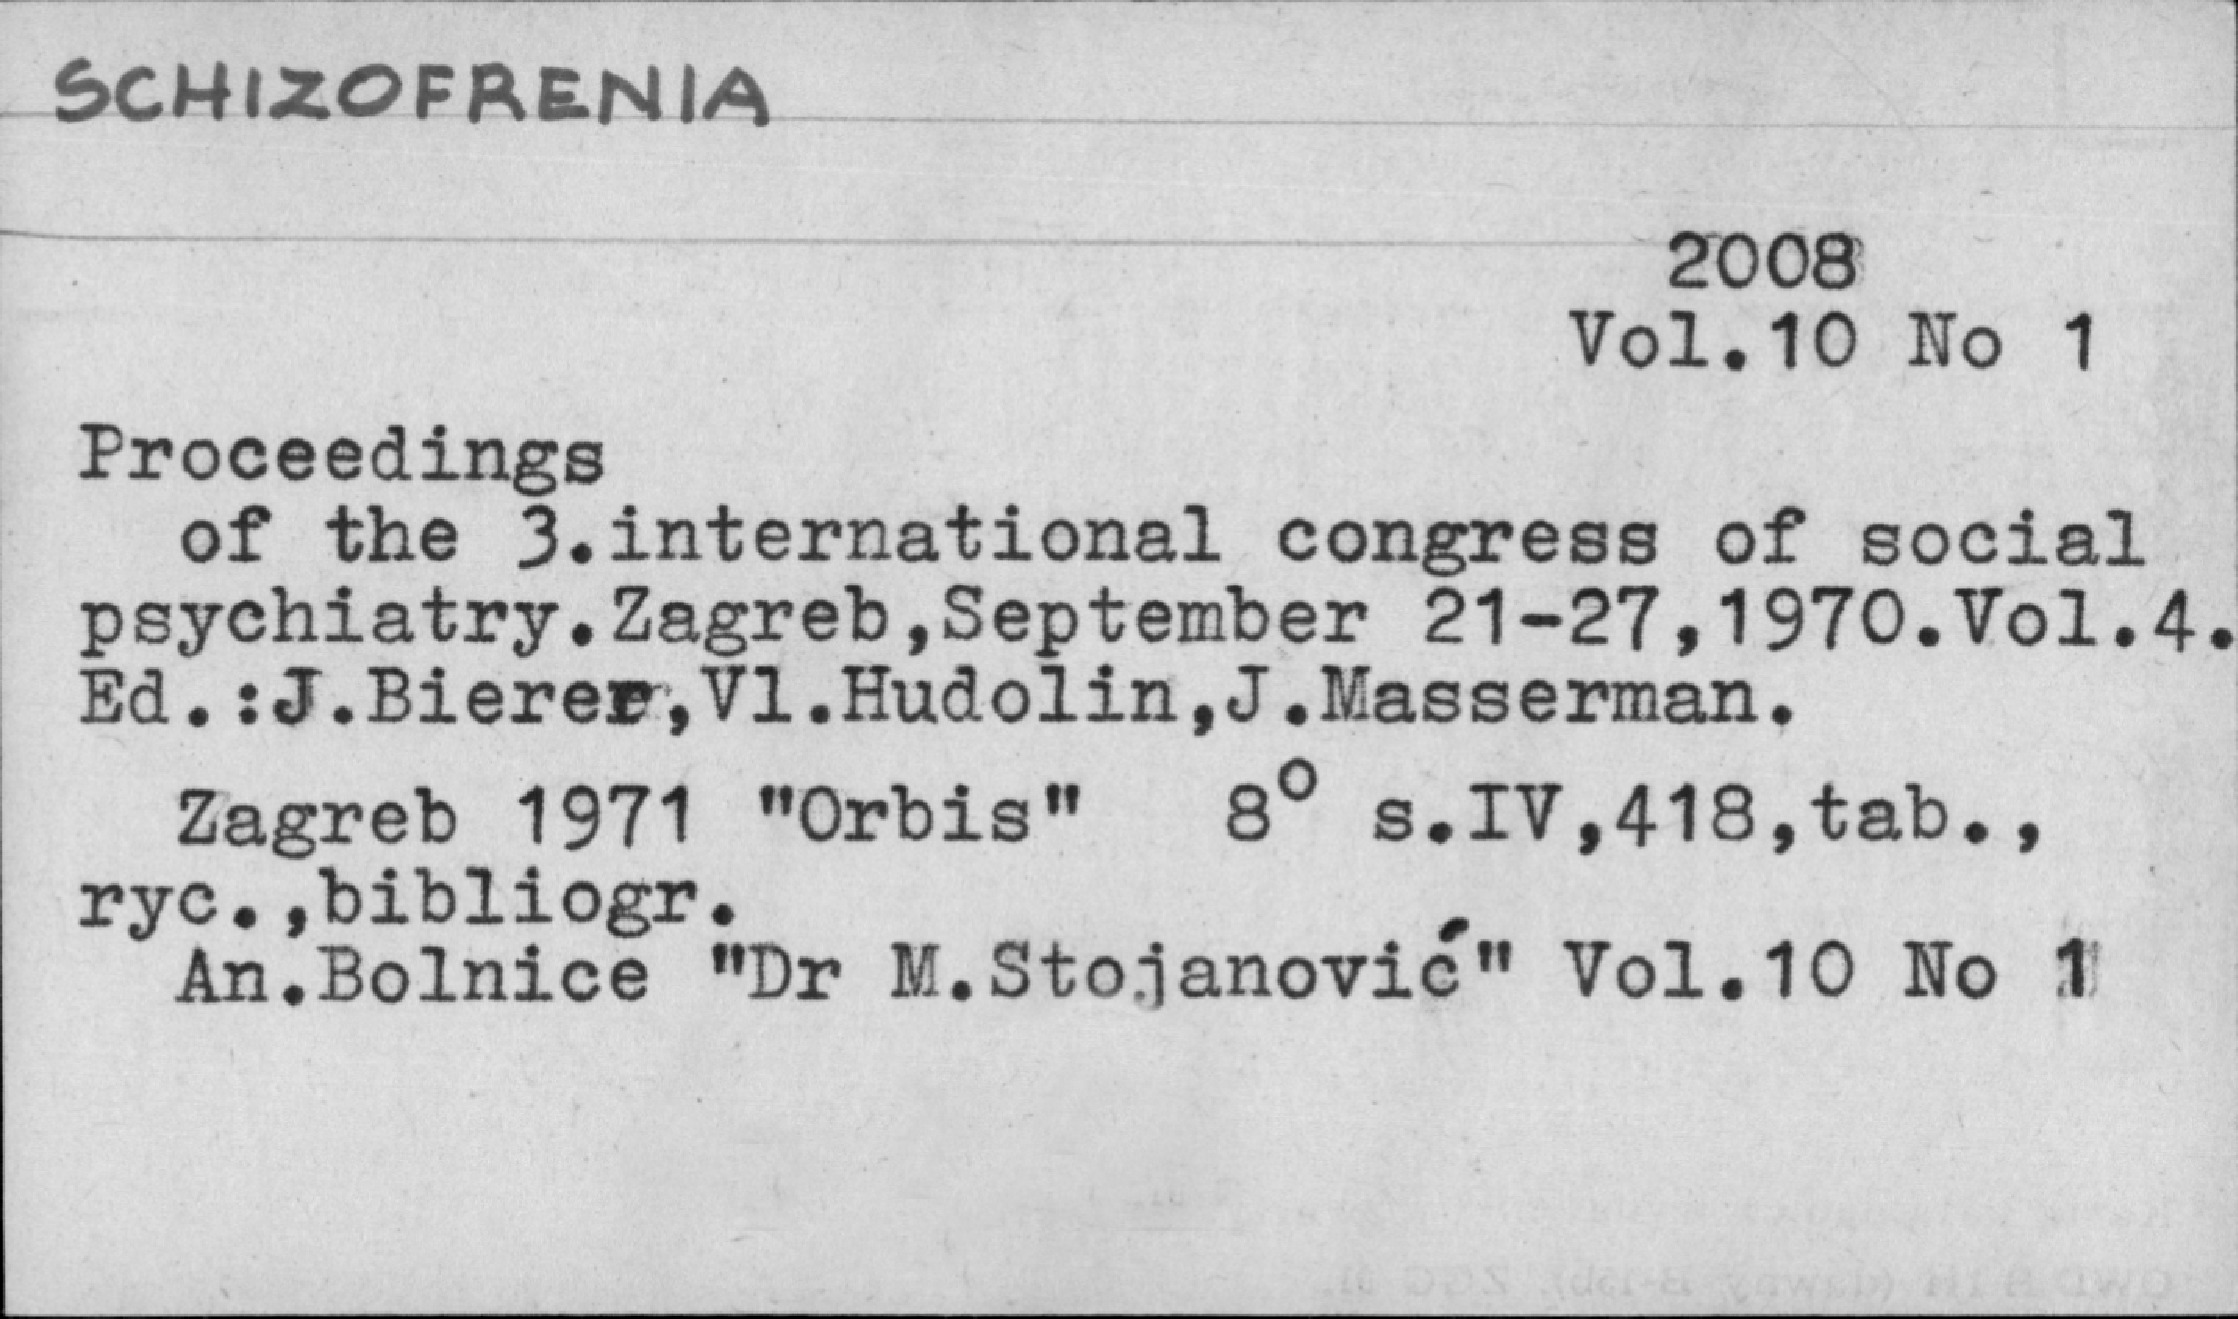 SCHIZOFRENIA
2008
Vol.10 No 1
Proceedings
of the 3.international congress of social
psychiatry.Zagreb,September 21-27,1970.Vol.4.
Ed.:J.Bierer,Vl.Hudolin,J.Masserman.
Zagreb 1971 "Orbis" 8° s.IV,418,tab.,
ryc.,bibliogr.
An.Bolnice "Dr M.Stojanović" Vol.10 No 1